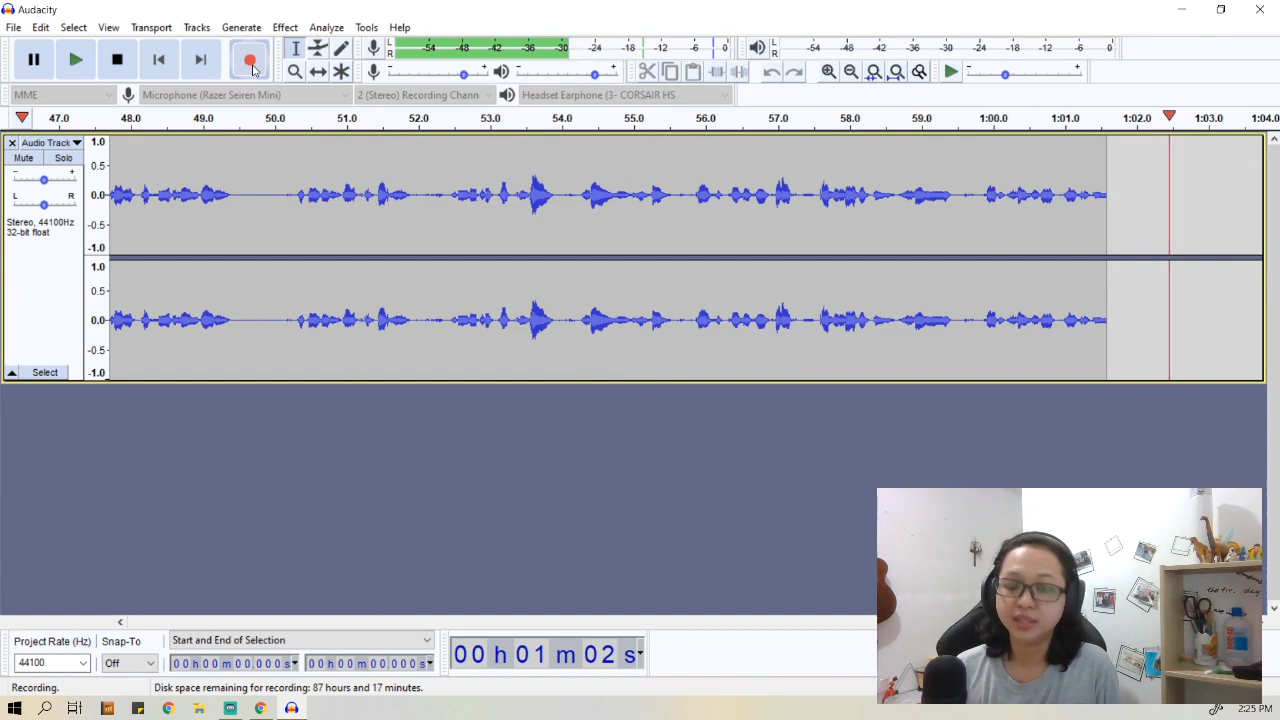 Audacity
File Edit Select View Transport Tracks Generate Effect Analyze Tools Help
L -54 -48 -42 -36 -30 -24 -18 -12 -6 0 L -54 -48 -42 -36 -30 -24 -18 -12 -6 0
R R
MME Microphone (Razer Seiren Mini) 2 (Stereo) Recording Chann Headset Earphone (3- CORSAIR HS
47.0 48.0 49.0 50.0 51.0 52.0 53.0 54.0 55.0 56.0 57.0 58.0 59.0 1:00.0 1:01.0 1:02.0 1:03.0 1:04.0
Audio Track 1.0
Mute Solo
0.5
- +
L R 0.0
Stereo, 44100Hz
32-bit float
-0.5
-1.0
1.0
0.5
0.0
-0.5
Select -1.0
Project Rate (Hz) Snap-To Start and End of Selection
44100 Off 00 h 00 m 00.000 s 00 h 00 m 00.000 s 00 h 01 m 02 s
Recording. Disk space remaining for recording: 87 hours and 17 minutes.
2:25 PM